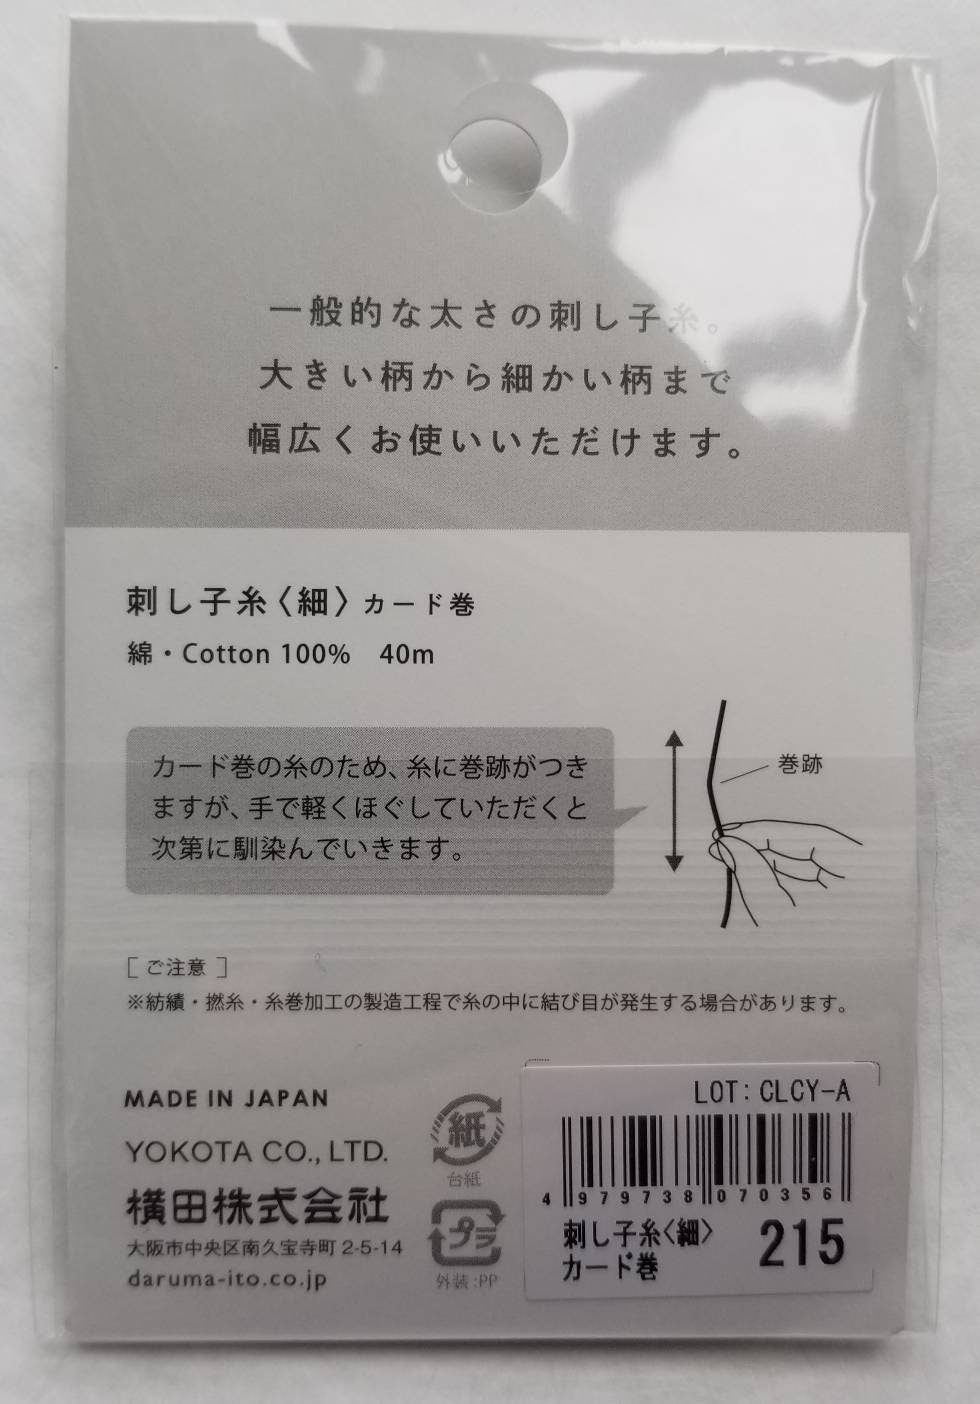 一般的な太さの刺し子糸。
大きい柄から細かい柄まで
幅広くお使いいただけます。
刺し子糸〈細〉カード巻
綿・Cotton 100%　40m
カード巻の糸のため、糸に巻跡がつき
ますが、手で軽くほぐしていただくと
次第に馴染んでいきます。
巻跡
［ご注意］
※紡績・撚糸・糸巻加工の製造工程で糸の中に結び目が発生する場合があります。
MADE IN JAPAN
YOKOTA CO., LTD.
横田株式会社
大阪市中央区南久宝寺町 2-5-14
daruma-ito.co.jp
紙
台紙
プラ
外装:PP
LOT: CLCY-A
4 979738 070356
刺し子糸〈細〉
カード巻
215